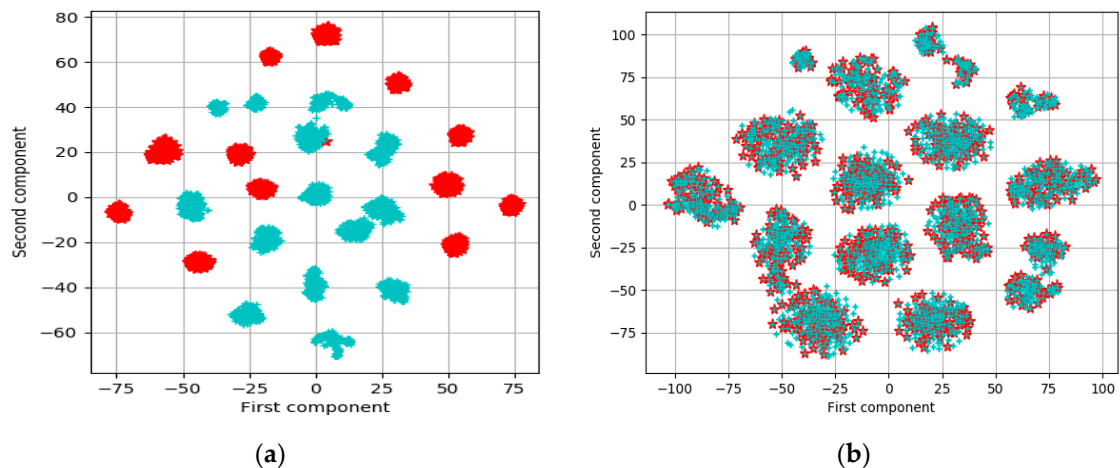 80
60
40
20
0
−20
−40
−60
−75 −50 −25 0 25 50 75
First component
Second component
(a)
100
75
50
25
0
−25
−50
−75
−100 −75 −50 −25 0 25 50 75 100
First component
Second component
(b)